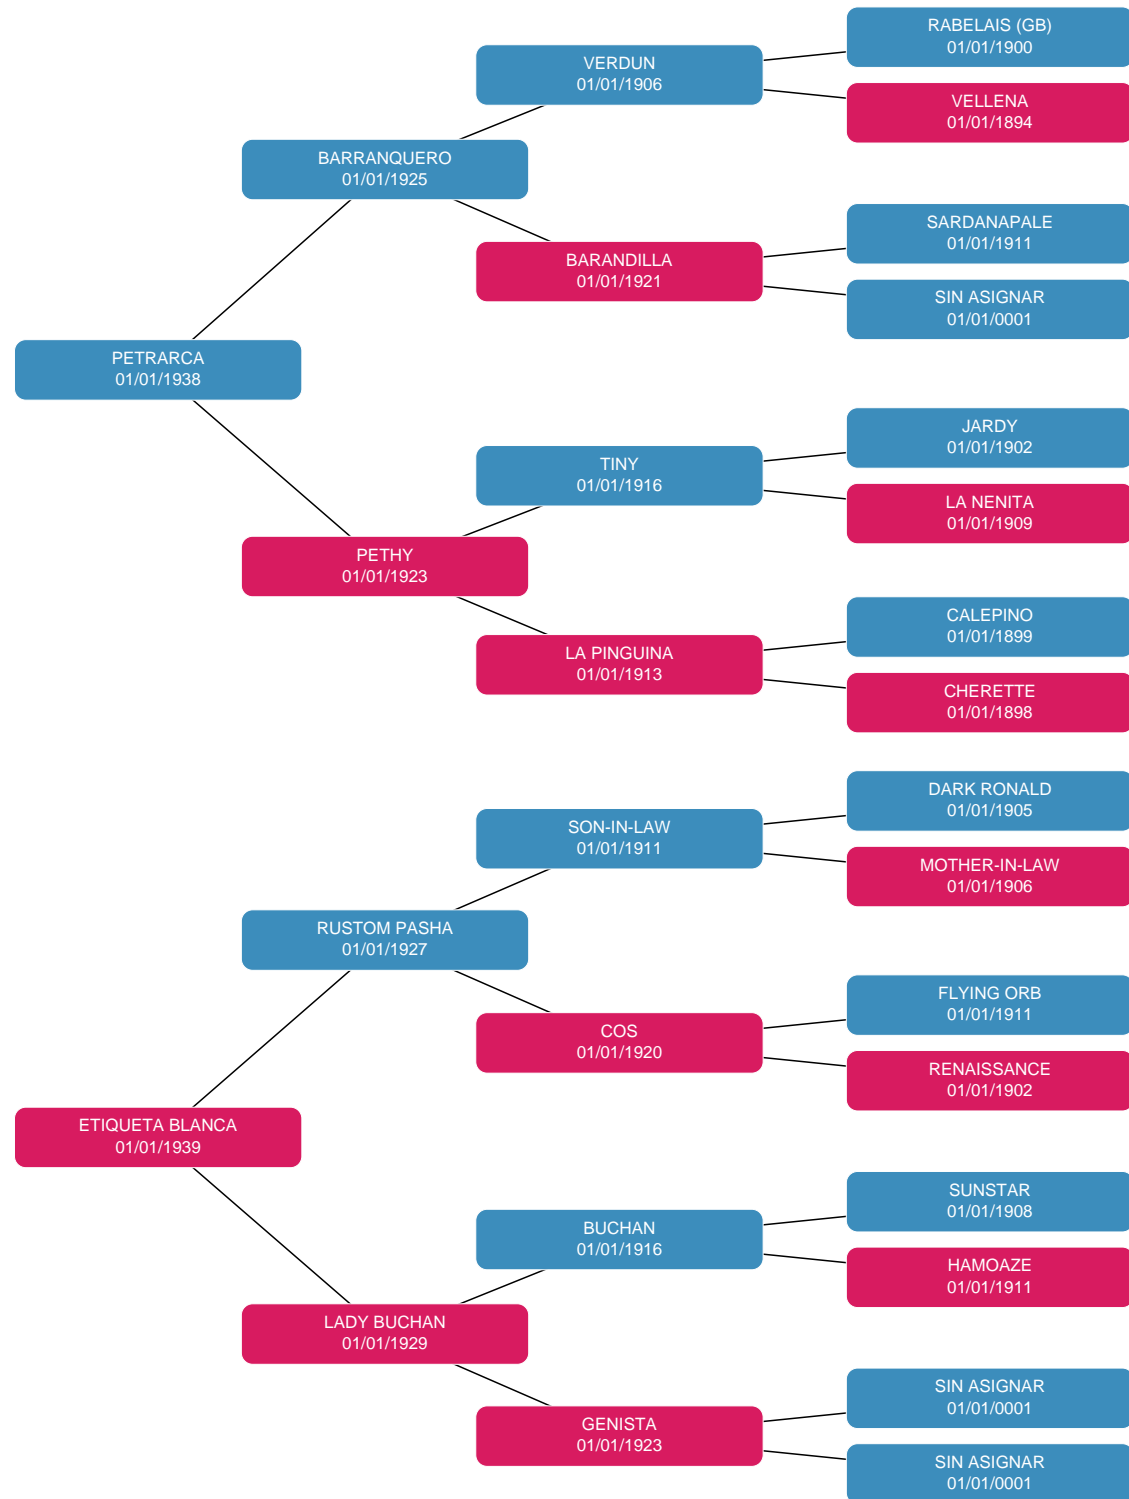 RABELAIS (GB)
01/01/1900
VERDUN
01/01/1906
VELLENA
01/01/1894
BARRANQUERO
01/01/1925
SARDANAPALE
01/01/1911
BARANDILLA
01/01/1921
SIN ASIGNAR
01/01/0001
PETRARCA
01/01/1938
JARDY
01/01/1902
TINY
01/01/1916
LA NENITA
01/01/1909
PETHY
01/01/1923
CALEPINO
01/01/1899
LA PINGUINA
01/01/1913
CHERETTE
01/01/1898
DARK RONALD
01/01/1905
SON-IN-LAW
01/01/1911
MOTHER-IN-LAW
01/01/1906
RUSTOM PASHA
01/01/1927
FLYING ORB
01/01/1911
COS
01/01/1920
RENAISSANCE
01/01/1902
ETIQUETA BLANCA
01/01/1939
SUNSTAR
01/01/1908
BUCHAN
01/01/1916
HAMOAZE
01/01/1911
LADY BUCHAN
01/01/1929
SIN ASIGNAR
01/01/0001
GENISTA
01/01/1923
SIN ASIGNAR
01/01/0001